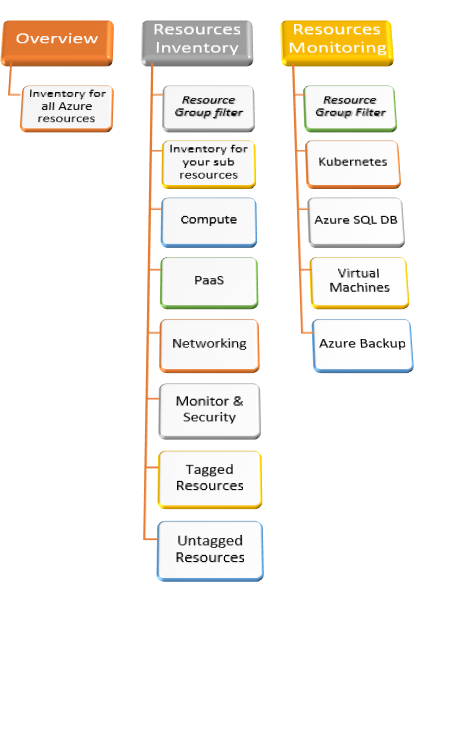 Overview
Inventory for
all Azure
resources
Resources
Inventory
Resource
Group filter
Inventory for
your sub
resources
Compute
PaaS
Networking
Monitor &
Security
Tagged
Resources
Untagged
Resources
Resources
Monitoring
Resource
Group Filter
Kubernetes
Azure SQL DB
Virtual
Machines
Azure Backup